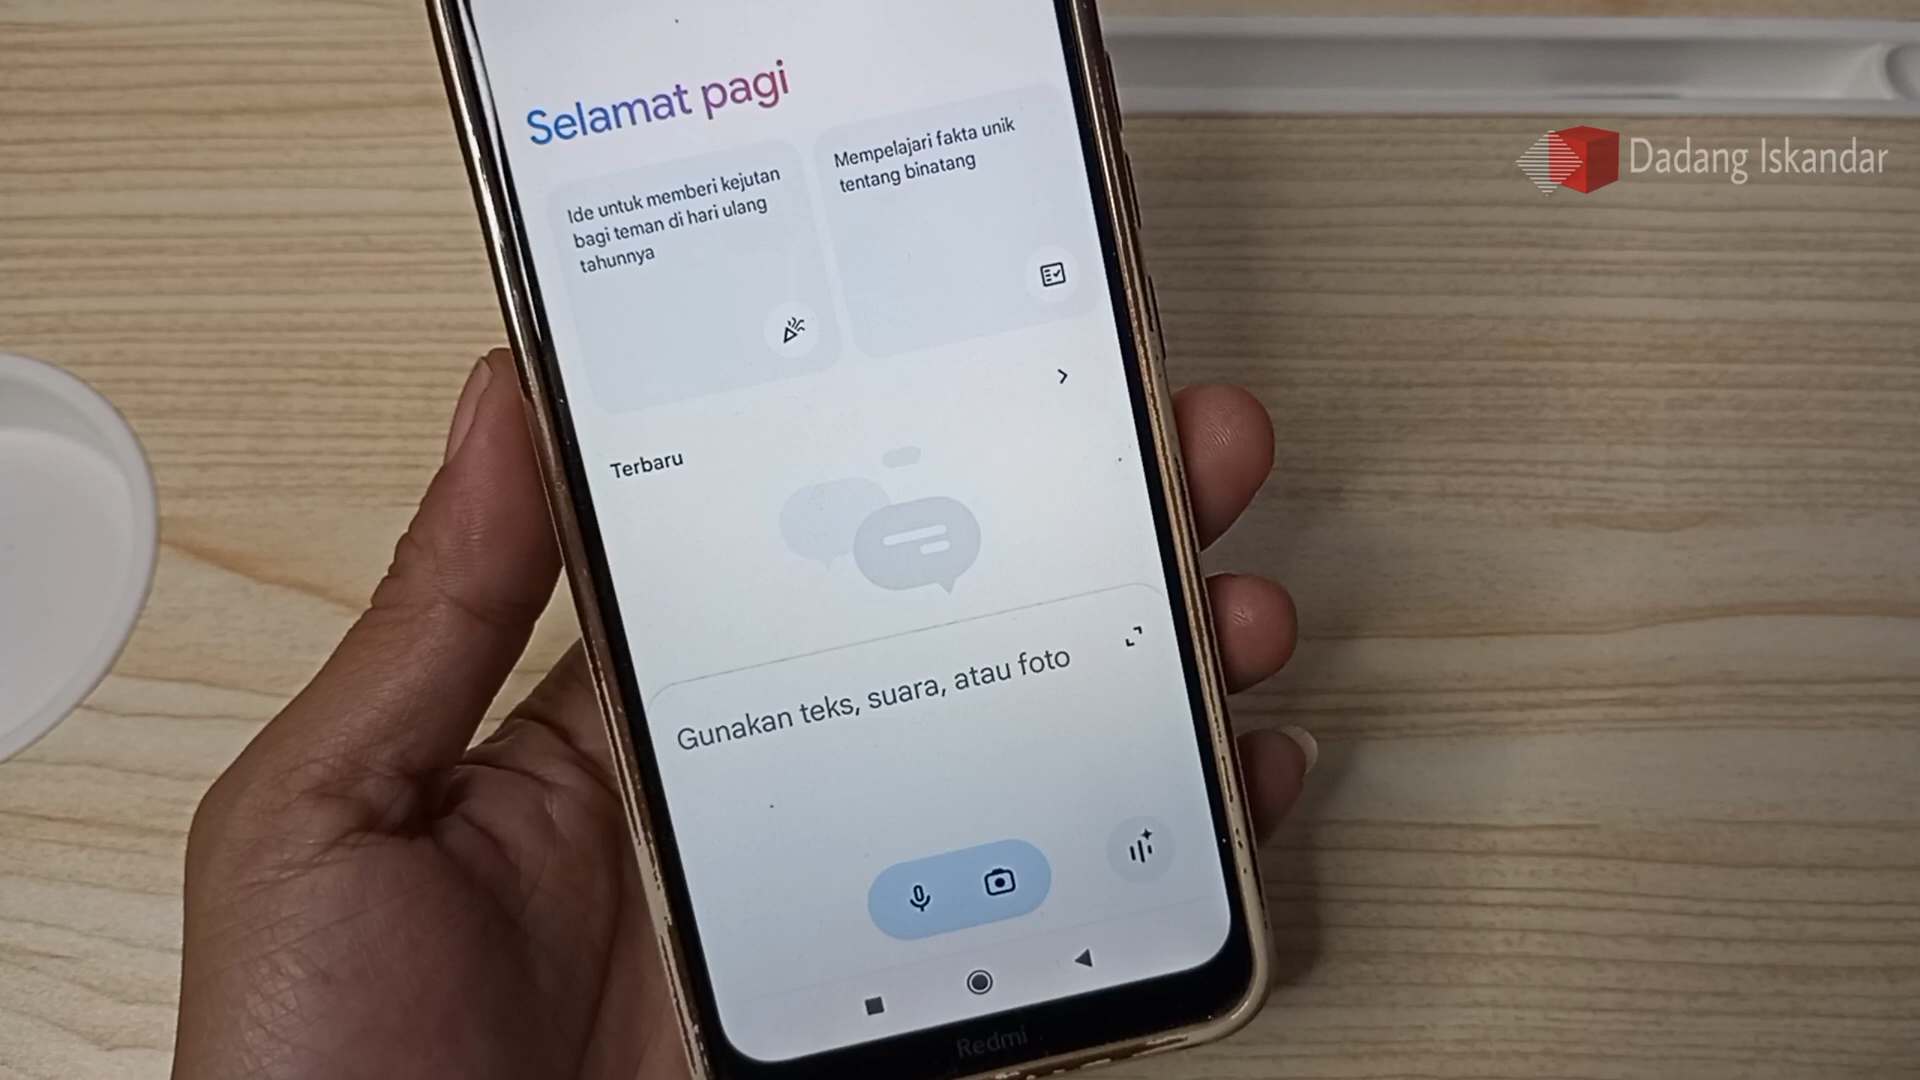 Selamat pagi
Ide untuk memberi kejutan
bagi teman di hari ulang
tahunnya
Mempelajari fakta unik
tentang binatang
Terbaru
Gunakan teks, suara, atau foto
Redmi
Dadang Iskandar